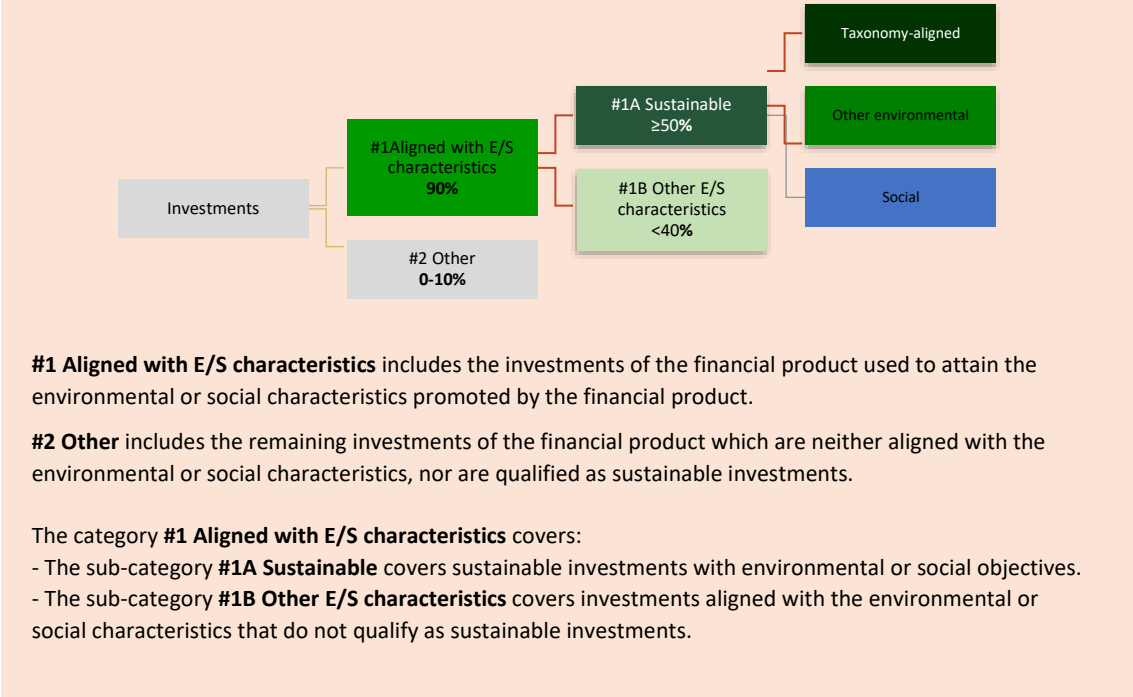 Taxonomy-aligned
#1A Sustainable
≥50%
Other environmental
#1Aligned with E/S
characteristics
90%
#1B Other E/S
characteristics
<40%
Social
Investments
#2 Other
0-10%
#1 Aligned with E/S characteristics includes the investments of the financial product used to attain the
environmental or social characteristics promoted by the financial product.
#2 Other includes the remaining investments of the financial product which are neither aligned with the
environmental or social characteristics, nor are qualified as sustainable investments.
The category #1 Aligned with E/S characteristics covers:
- The sub-category #1A Sustainable covers sustainable investments with environmental or social objectives.
- The sub-category #1B Other E/S characteristics covers investments aligned with the environmental or
social characteristics that do not qualify as sustainable investments.